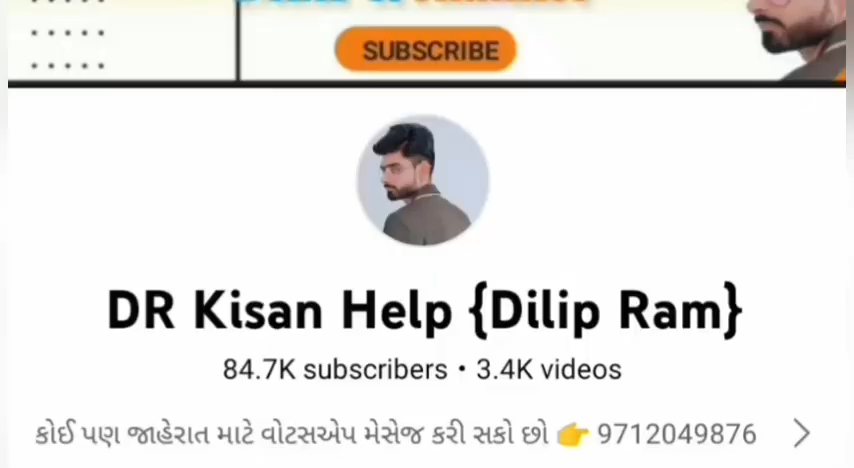 SUBSCRIBE
DR Kisan Help {Dilip Ram}
84.7K subscribers • 3.4K videos
કોઈ પણ જાહેરાત માટે વોટસએપ મેસેજ કરી સકો છો 👉 9712049876